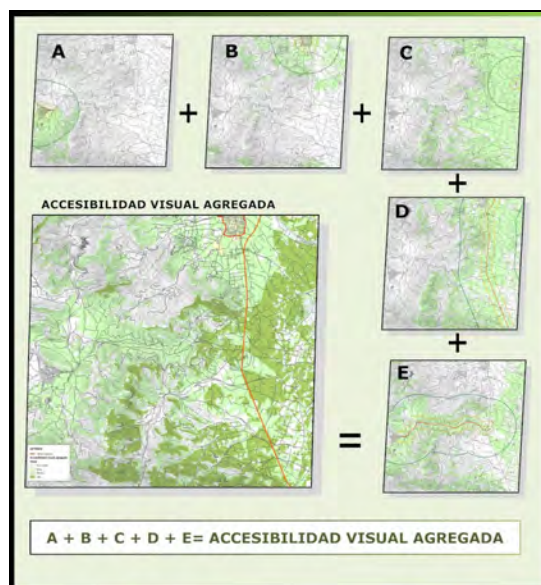 A
+
B
+
C
+
ACCESIBILIDAD VISUAL AGREGADA
D
+
E
=
A + B + C + D + E= ACCESIBILIDAD VISUAL AGREGADA